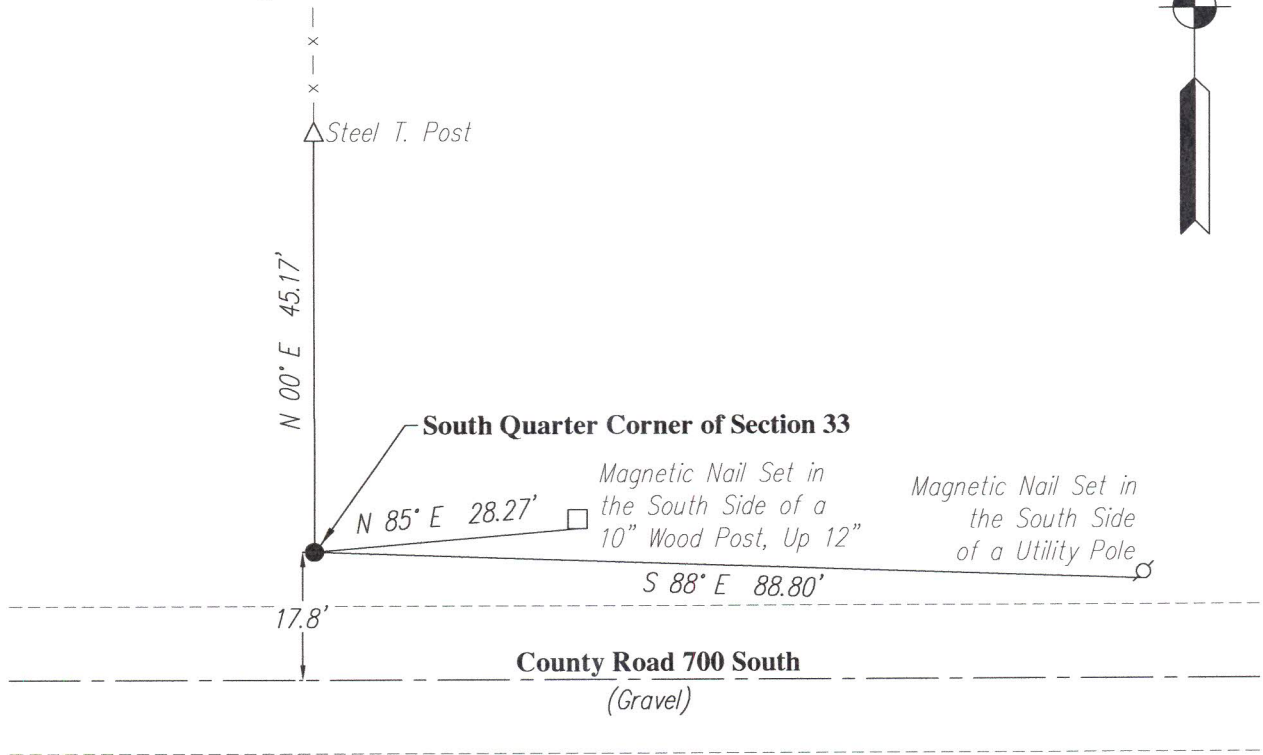 Steel T. Post
N 00° E 45.17'
South Quarter Corner of Section 33
Magnetic Nail Set in
the South Side of a
10" Wood Post, Up 12"
Magnetic Nail Set in
the South Side
of a Utility Pole
N 85° E 28.27'
S 88° E 88.80'
17.8'
County Road 700 South
(Gravel)